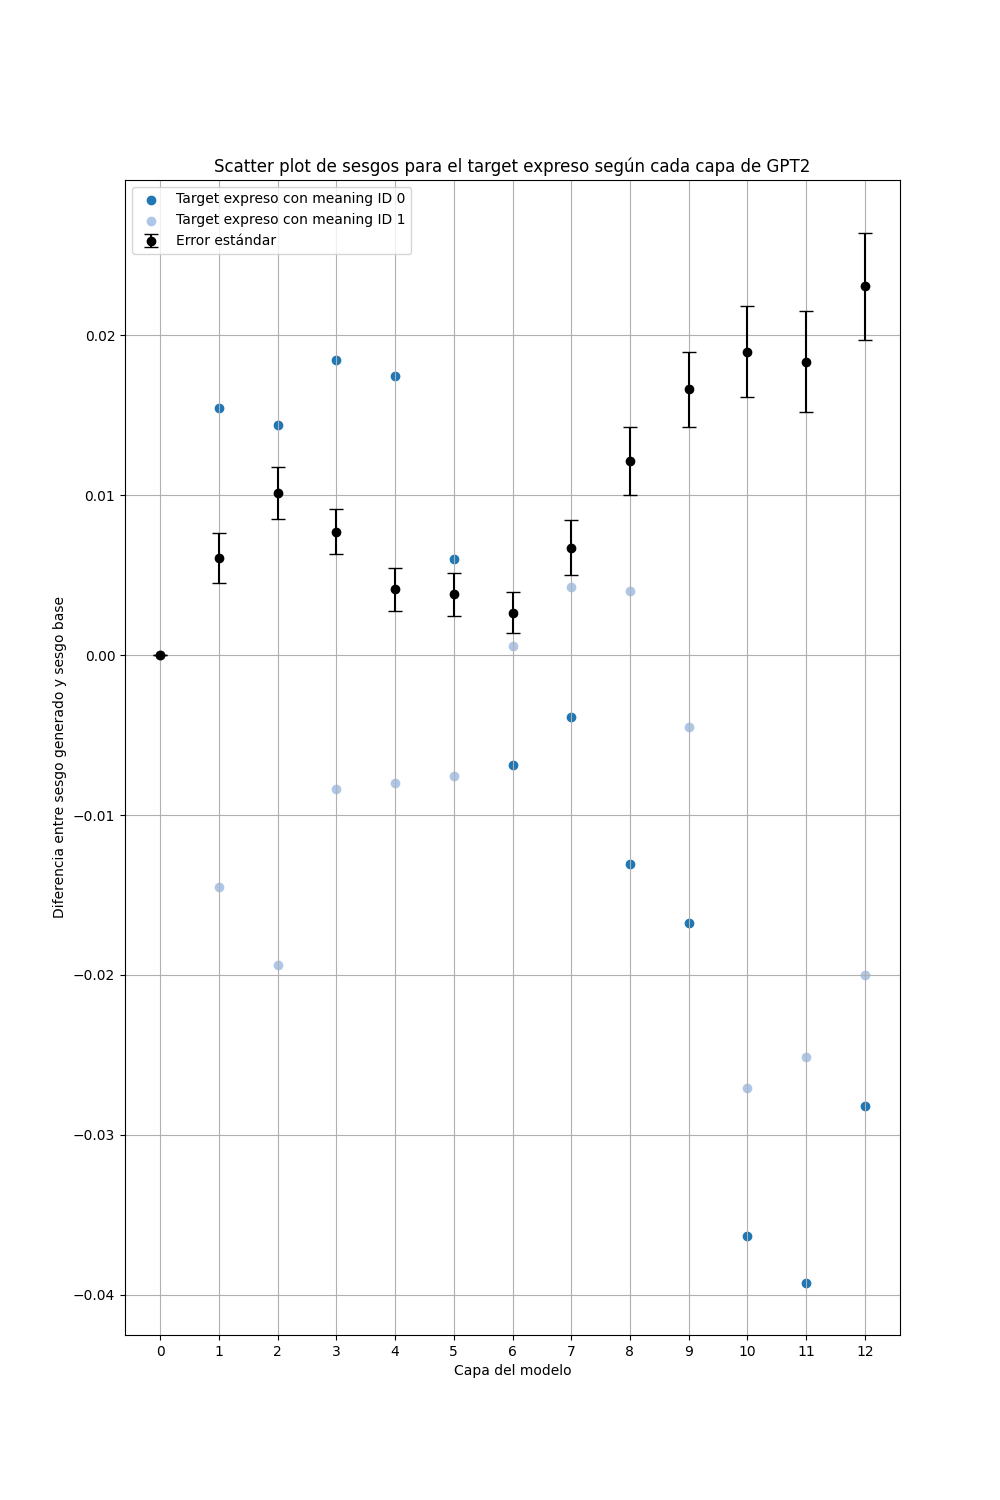 Scatter plot de sesgos para el target expreso según cada capa de GPT2
Target expreso con meaning ID 0
Target expreso con meaning ID 1
Error estándar
0.02
0.01
0.00
−0.01
−0.02
−0.03
−0.04
Diferencia entre sesgo generado y sesgo base
0 1 2 3 4 5 6 7 8 9 10 11 12
Capa del modelo